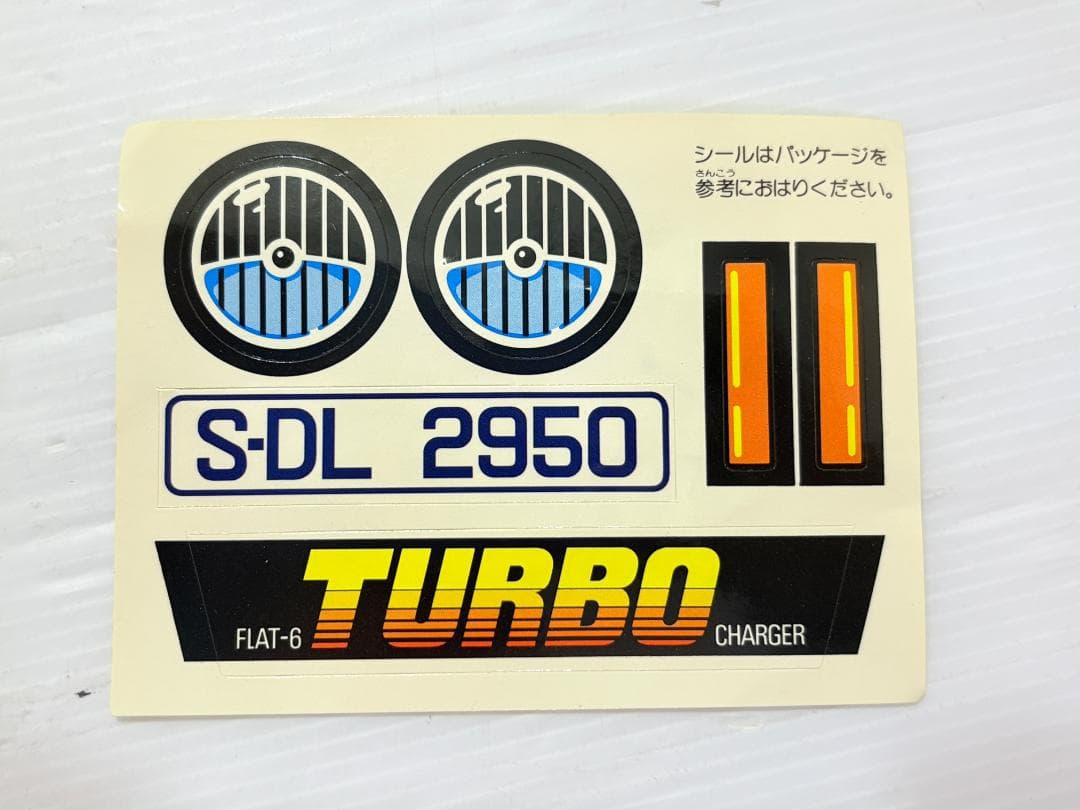 シールはパッケージを
さんこう
参考におはりください。
S-DL 2950
FLAT-6 TURBO CHARGER